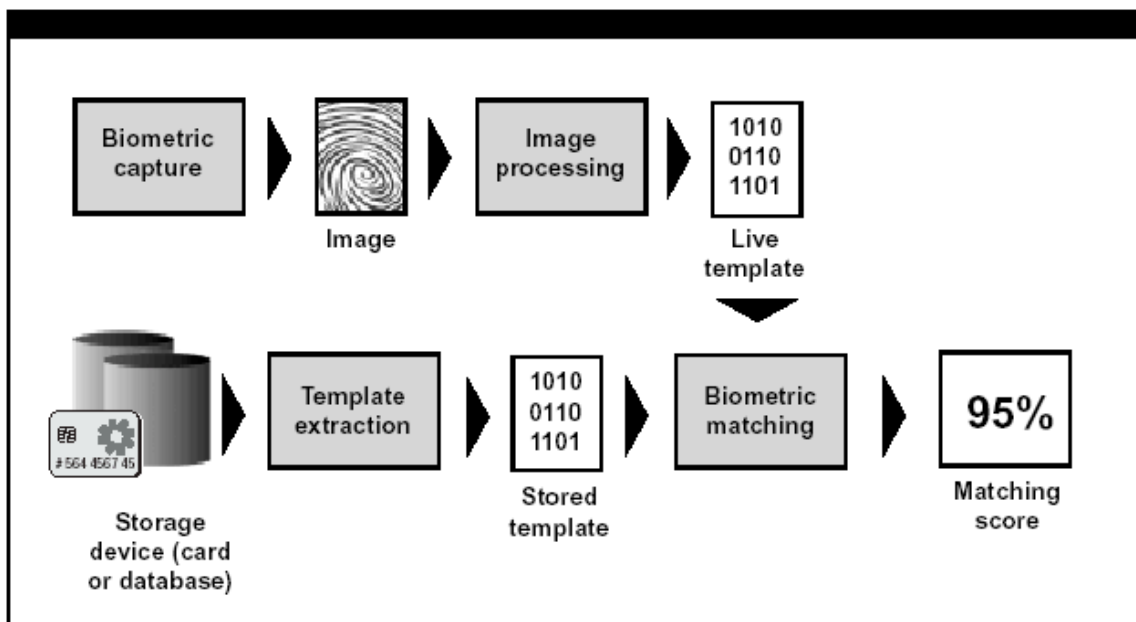 Biometric
capture
Image
Image
processing
1010
0110
1101
Live
template
# 564 4567 45
Storage
device (card
or database)
Template
extraction
1010
0110
1101
Stored
template
Biometric
matching
95%
Matching
score